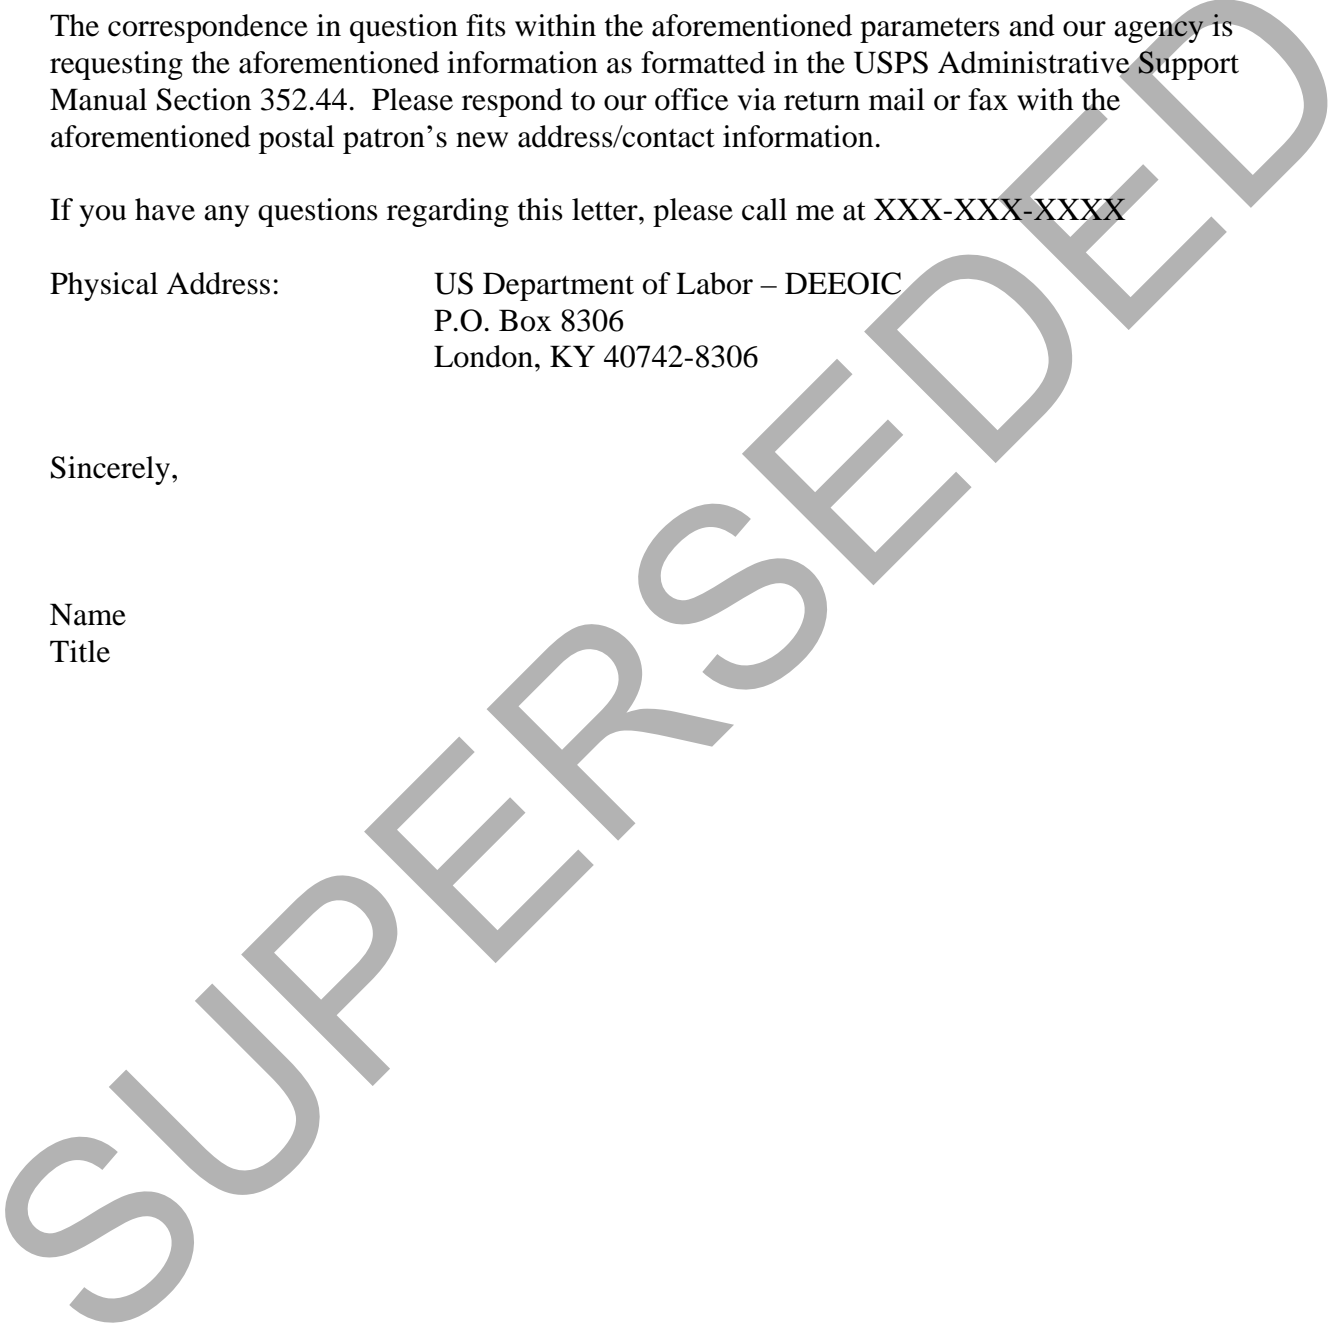 The correspondence in question fits within the aforementioned parameters and our agency is
requesting the aforementioned information as formatted in the USPS Administrative Support
Manual Section 352.44.  Please respond to our office via return mail or fax with the
aforementioned postal patron’s new address/contact information.
If you have any questions regarding this letter, please call me at XXX-XXX-XXXX
Physical Address: US Department of Labor – DEEOIC
P.O. Box 8306
London, KY 40742-8306
Sincerely,
Name
Title
SUPERSEDED